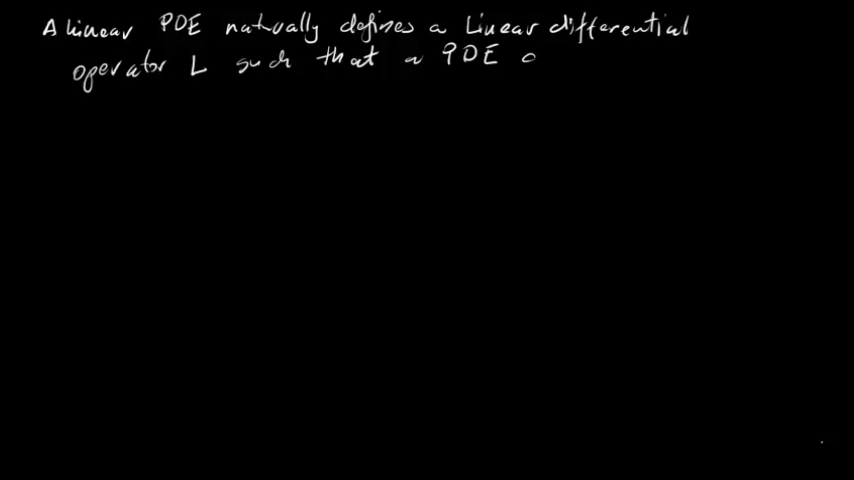 A linear PDE naturally defines a Linear differential
operator L such that a PDE c